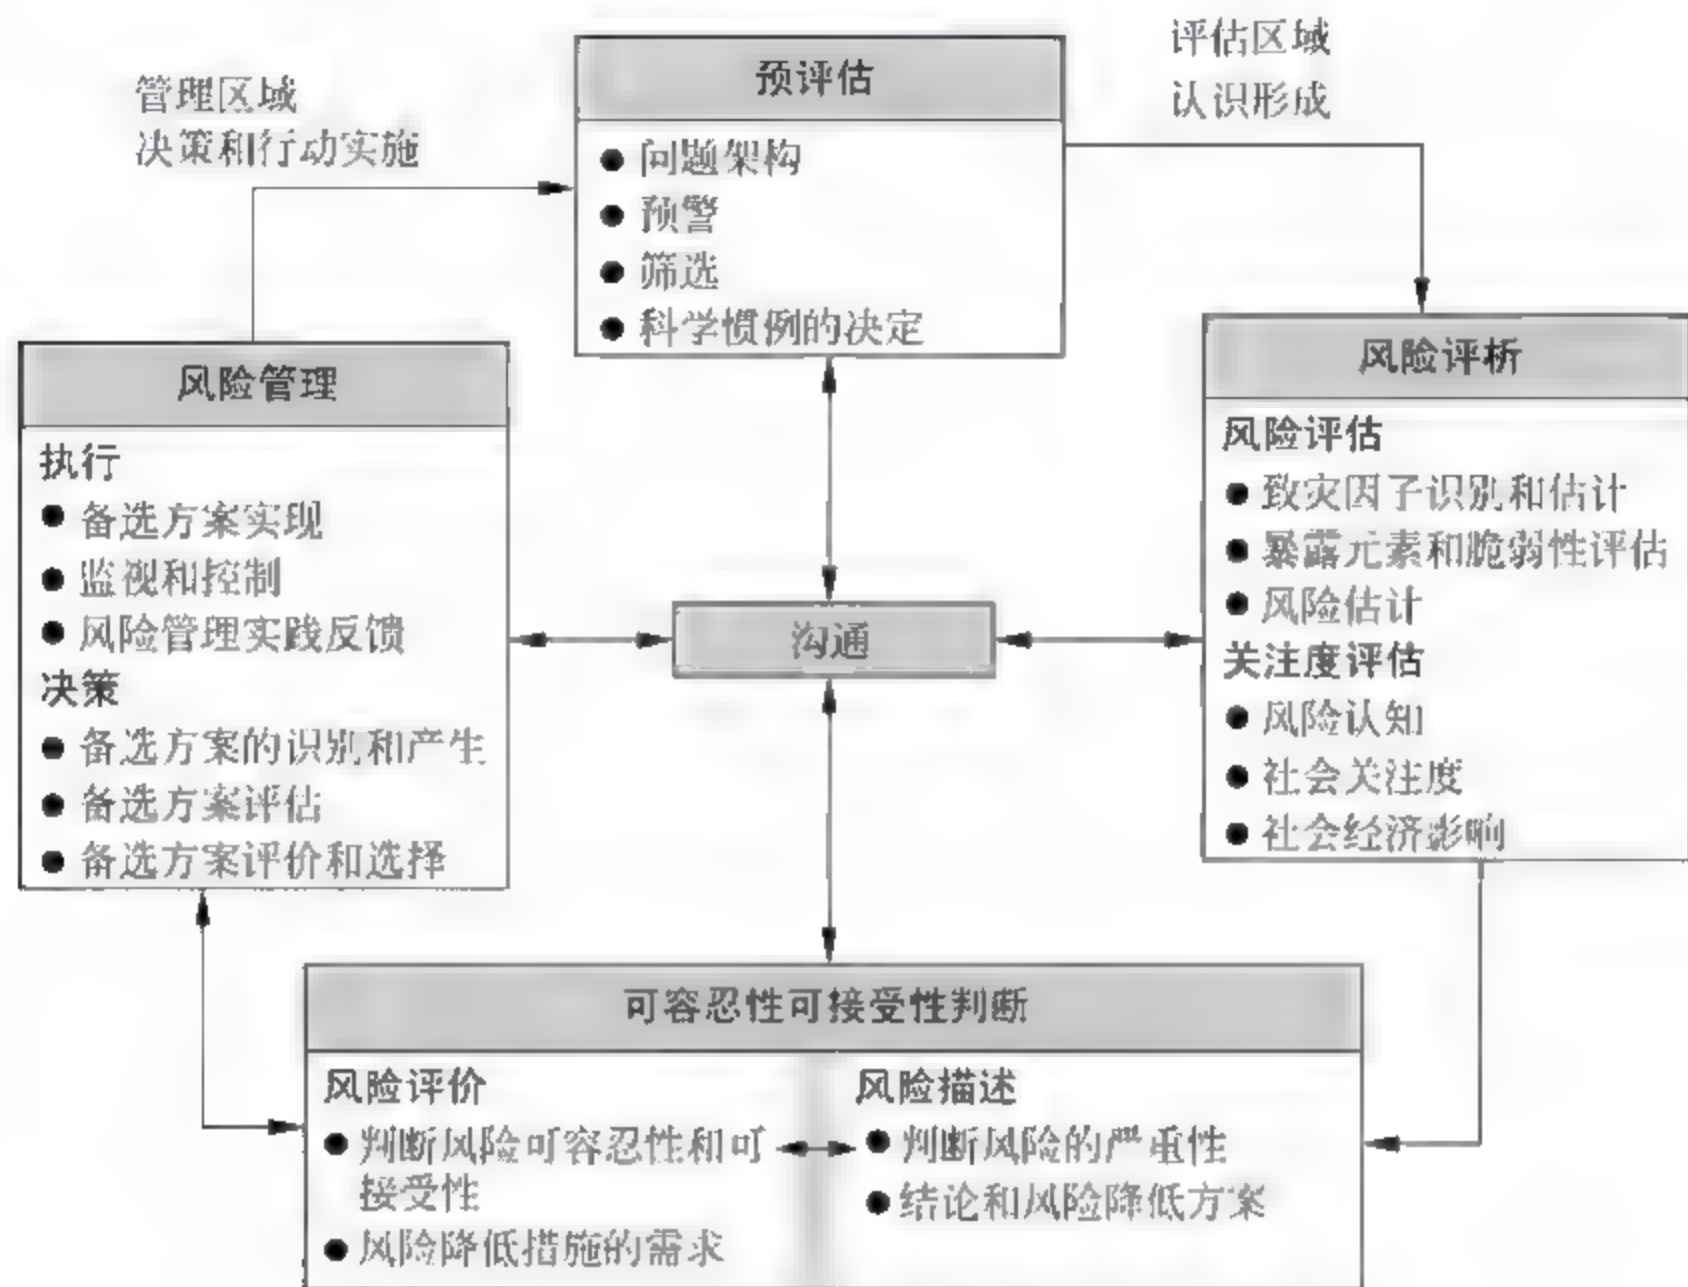 管理区域
决策和行动实施
评估区域
认识形成
预评估
问题架构
预警
筛选
科学惯例的决定
风险管理
执行
备选方案实现
监视和控制
风险管理实践反馈
决策
备选方案的识别和产生
备选方案评估
备选方案评价和选择
沟通
风险评析
风险评估
致灾因子识别和估计
暴露元素和脆弱性评估
风险估计
关注度评估
风险认知
社会关注度
社会经济影响
可容忍性可接受性判断
风险评价
判断风险可容忍性和可
接受性
风险降低措施的需求
风险描述
判断风险的严重性
结论和风险降低方案